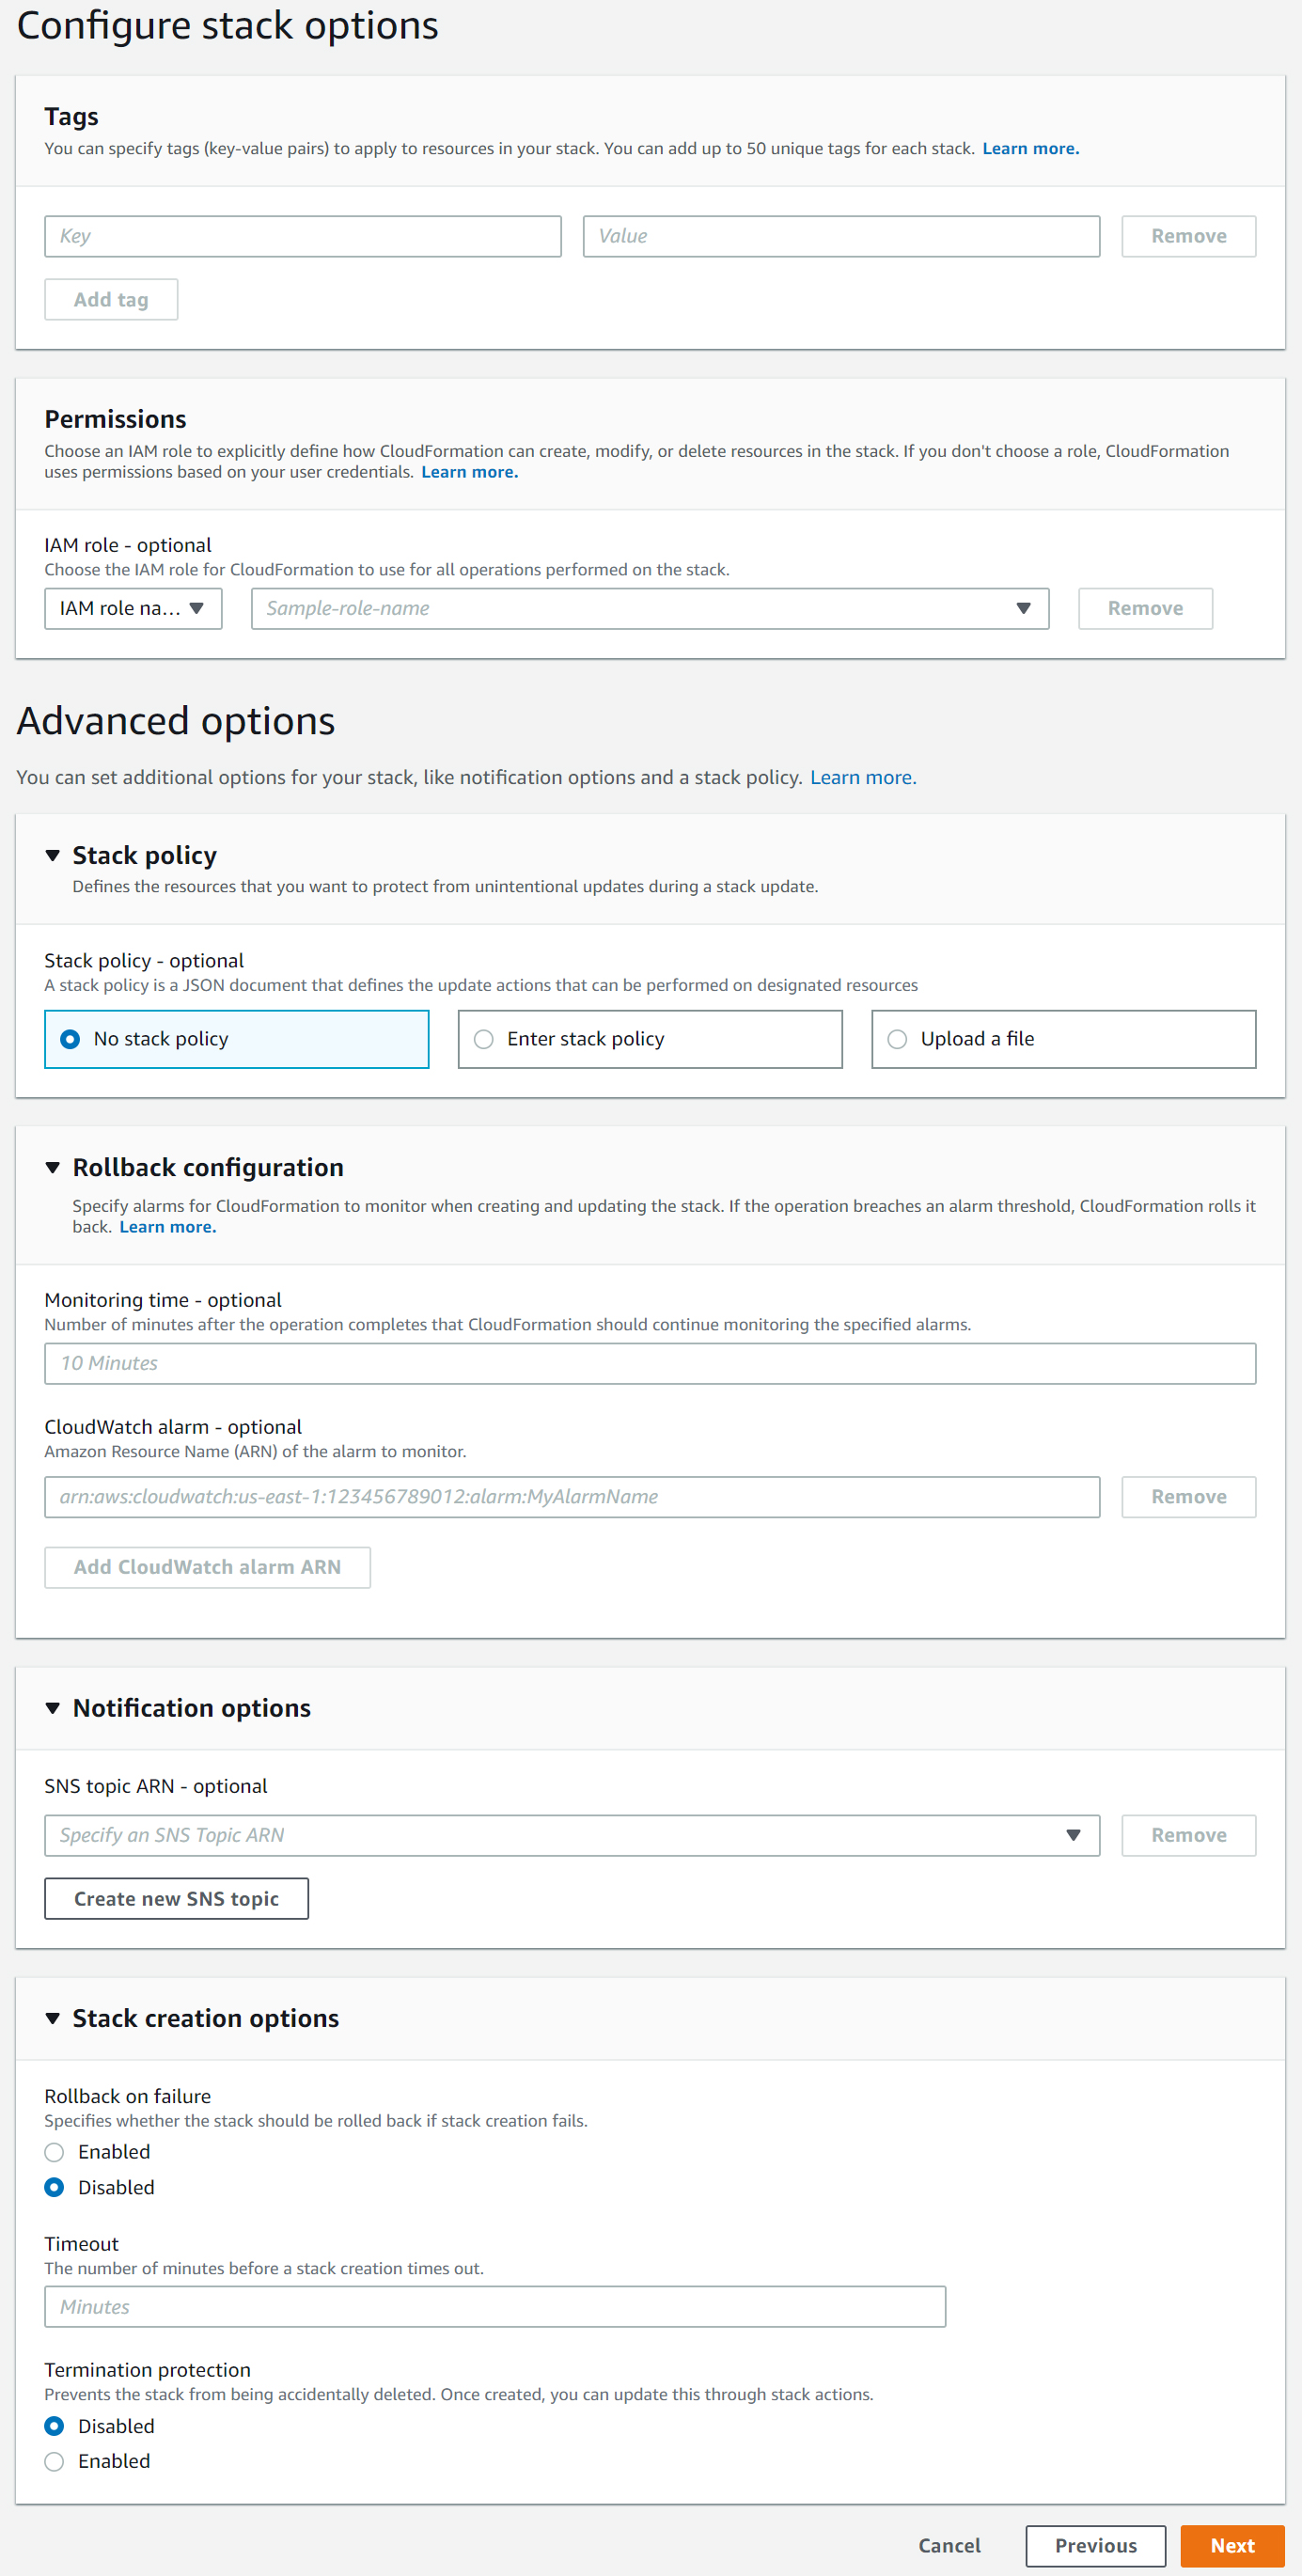 Configure stack options
Tags
You can specify tags (key-value pairs) to apply to resources in your stack. You can add up to 50 unique tags for each stack. Learn more.
Key Value Remove
Add tag
Permissions
Choose an IAM role to explicitly define how CloudFormation can create, modify, or delete resources in the stack. If you don't choose a role, CloudFormation
uses permissions based on your user credentials. Learn more.
IAM role - optional
Choose the IAM role for CloudFormation to use for all operations performed on the stack.
IAM role na... Sample-role-name Remove
Advanced options
You can set additional options for your stack, like notification options and a stack policy. Learn more.
Stack policy
Defines the resources that you want to protect from unintentional updates during a stack update.
Stack policy - optional
A stack policy is a JSON document that defines the update actions that can be performed on designated resources
No stack policy Enter stack policy Upload a file
Rollback configuration
Specify alarms for CloudFormation to monitor when creating and updating the stack. If the operation breaches an alarm threshold, CloudFormation rolls it
back. Learn more.
Monitoring time - optional
Number of minutes after the operation completes that CloudFormation should continue monitoring the specified alarms.
10 Minutes
CloudWatch alarm - optional
Amazon Resource Name (ARN) of the alarm to monitor.
arn:aws:cloudwatch:us-east-1:123456789012:alarm:MyAlarmName Remove
Add CloudWatch alarm ARN
Notification options
SNS topic ARN - optional
Specify an SNS Topic ARN Remove
Create new SNS topic
Stack creation options
Rollback on failure
Specifies whether the stack should be rolled back if stack creation fails.
Enabled
Disabled
Timeout
The number of minutes before a stack creation times out.
Minutes
Termination protection
Prevents the stack from being accidentally deleted. Once created, you can update this through stack actions.
Disabled
Enabled
Cancel Previous Next